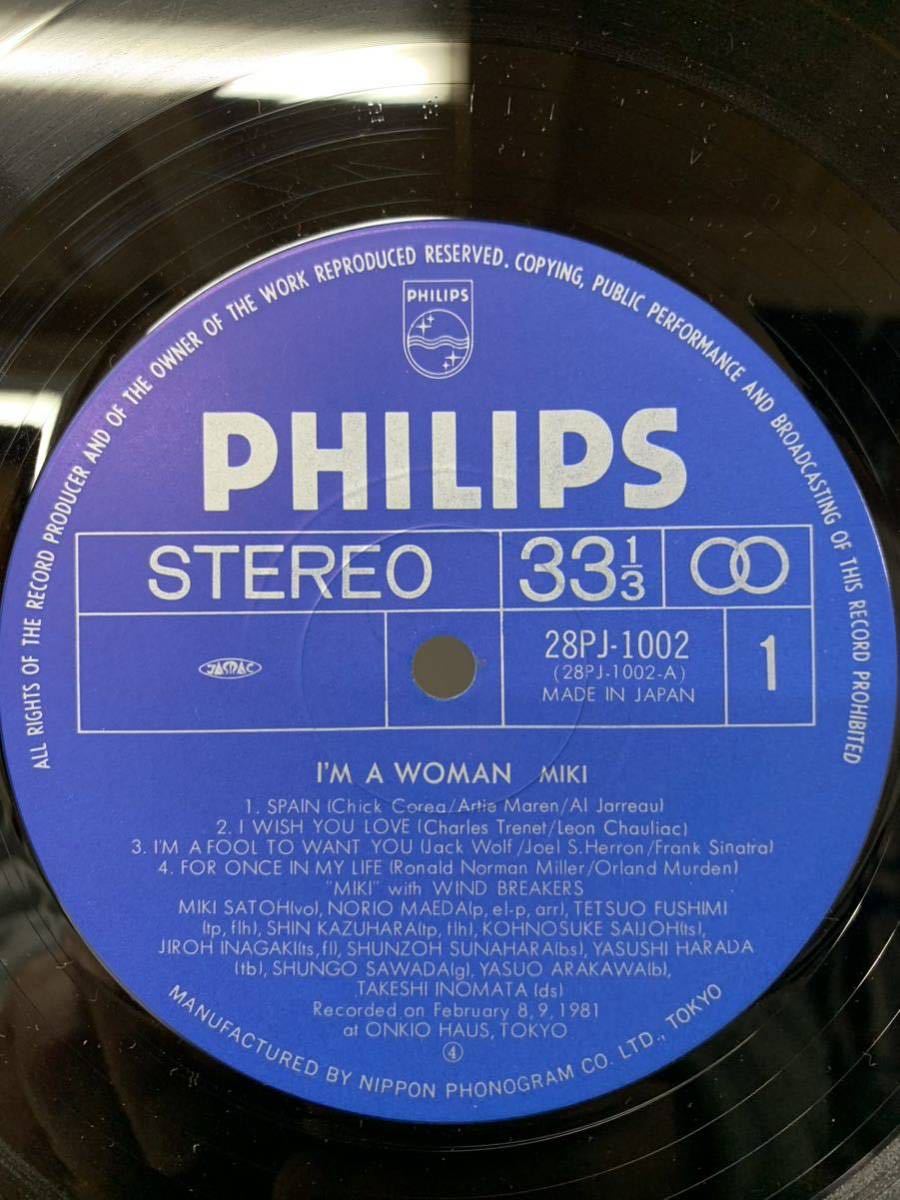 ALL RIGHTS OF THE RECORD PRODUCER AND OF THE OWNER OF THE WORK REPRODUCED RESERVED. COPYING, PUBLIC PERFORMANCE AND BROADCASTING OF THIS RECORD PROHIBITED
PHILIPS
PHILIPS
STEREO
33 1/3
JASRAC
28PJ-1002
(28PJ-1002-A)
MADE IN JAPAN
1
I'M A WOMAN MIKI
1. SPAIN (Chick Corea/Artie Maren/Al Jarreau)
2. I WISH YOU LOVE (Charles Trenet/Leon Chauliac)
3. I'M A FOOL TO WANT YOU (Jack Wolf/Joel S.Herron/Frank Sinatra)
4. FOR ONCE IN MY LIFE (Ronald Norman Miller/Orland Murden)
"MIKI" with WIND BREAKERS
MIKI SATOH(vo), NORIO MAEDA(p, el-p, arr), TETSUO FUSHIMI
(tp, flh), SHIN KAZUHARA(tp, flh), KOHNOSUKE SAIJOH(ts),
JIROH INAGAKI(ts, fl), SHUNZOH SUNAHARA(bs), YASUSHI HARADA
(tb), SHUNGO SAWADA(g), YASUO ARAKAWA(b),
TAKESHI INOMATA (ds)
Recorded on February 8, 9, 1981
at ONKIO HAUS, TOKYO
④
MANUFACTURED BY NIPPON PHONOGRAM CO. LTD., TOKYO